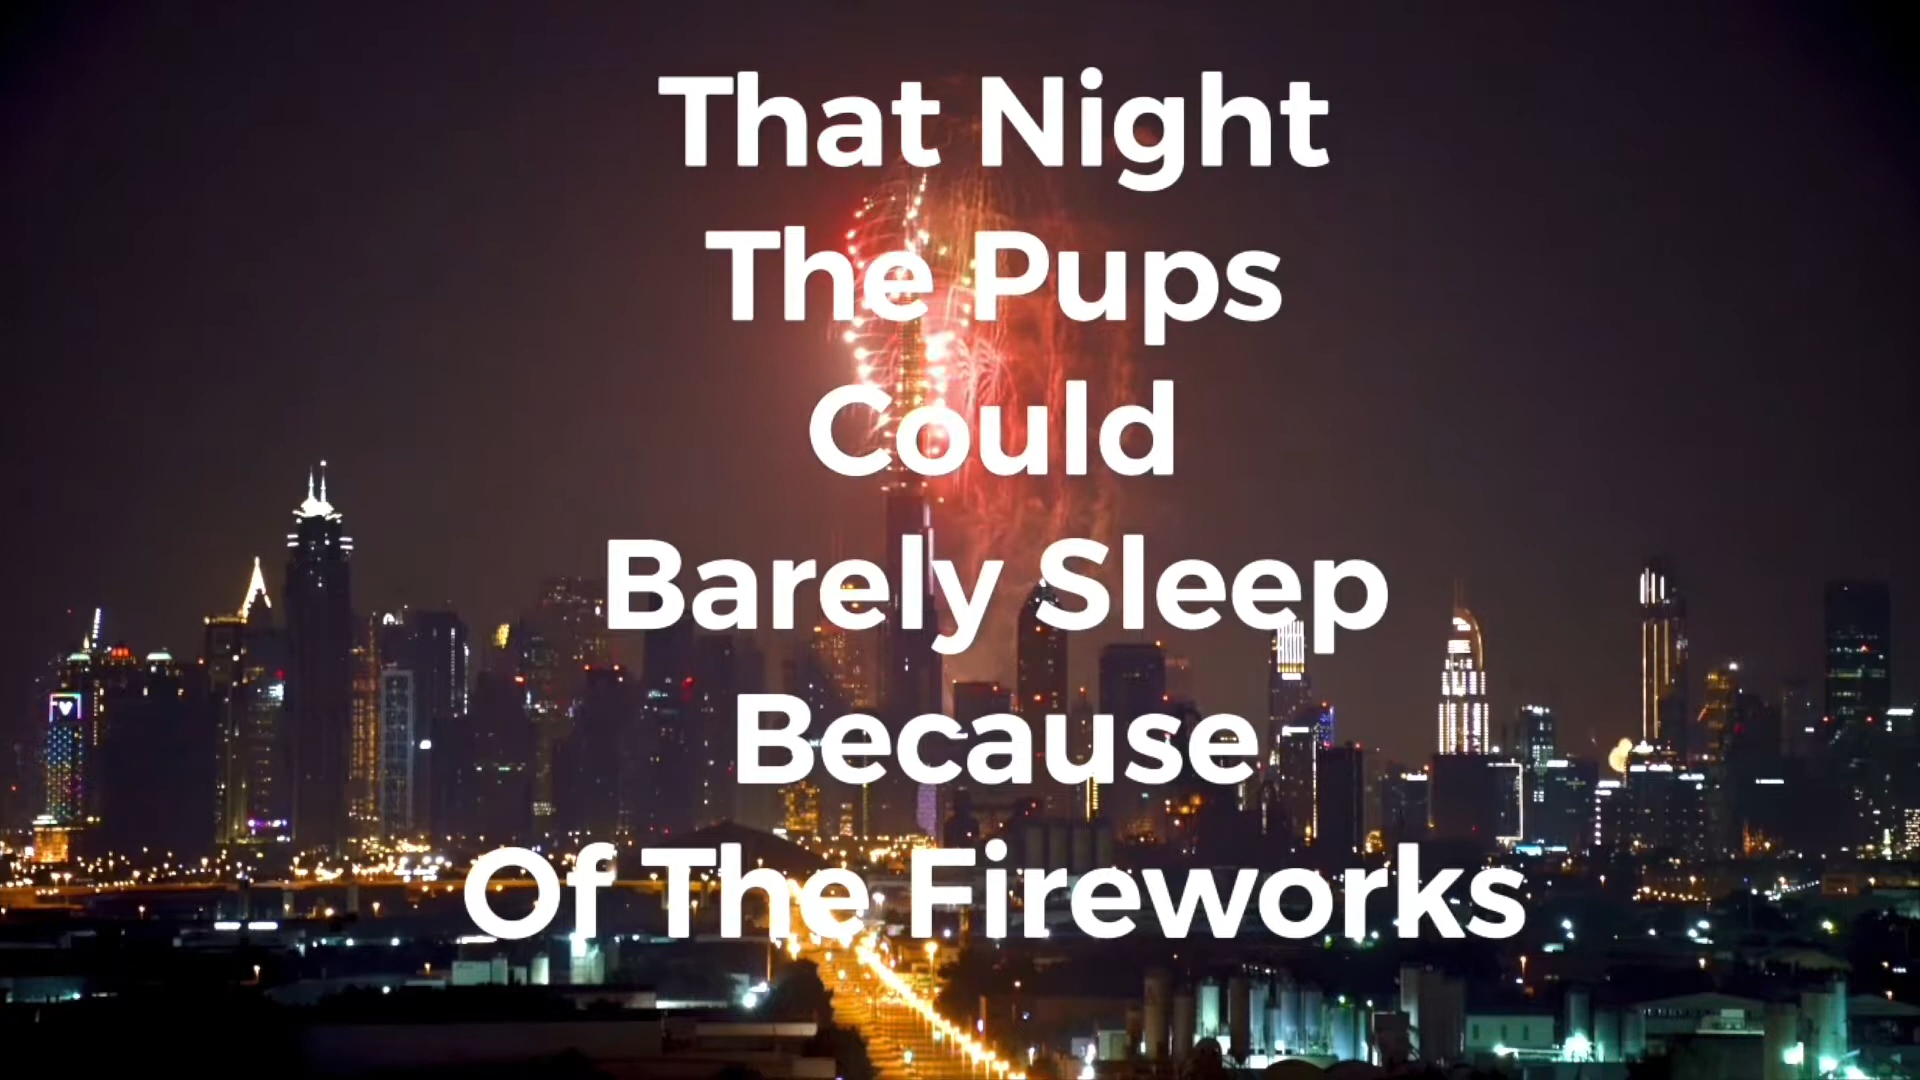 That Night
The Pups
Could
Barely Sleep
Because
Of The Fireworks